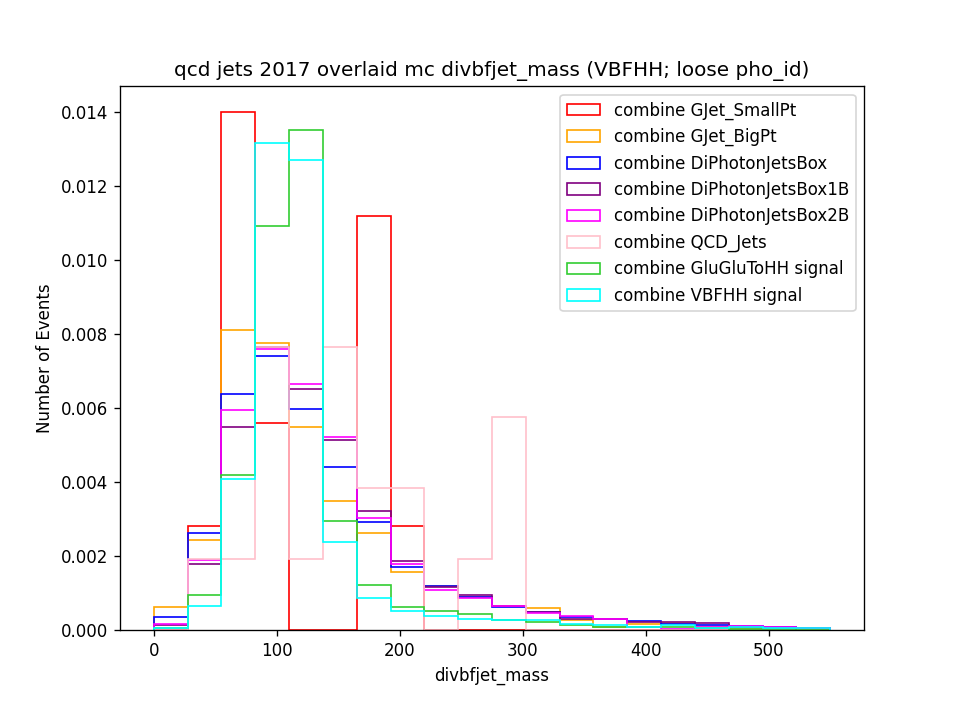 qcd jets 2017 overlaid mc divbfjet_mass (VBFHH; loose pho_id)
combine GJet_SmallPt
combine GJet_BigPt
combine DiPhotonJetsBox
combine DiPhotonJetsBox1B
combine DiPhotonJetsBox2B
combine QCD_Jets
combine GluGluToHH signal
combine VBFHH signal
Number of Events
0.014
0.012
0.010
0.008
0.006
0.004
0.002
0.000
0 100 200 300 400 500
divbfjet_mass